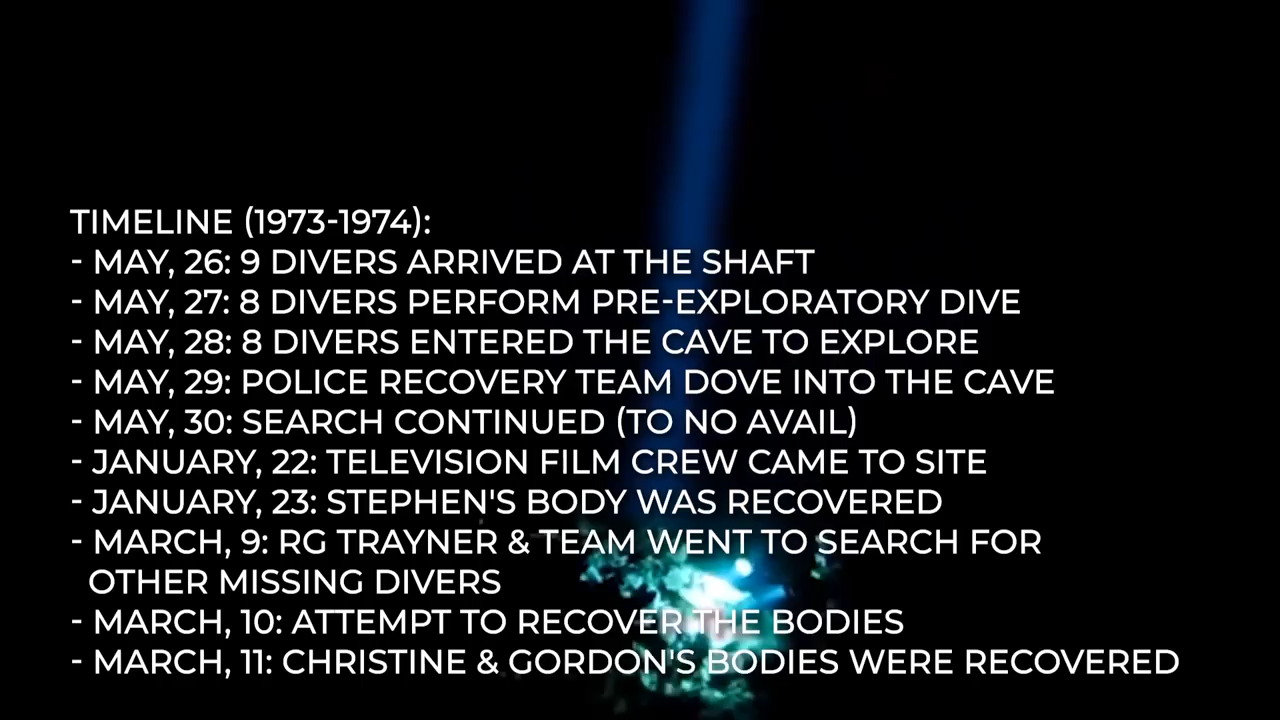 TIMELINE (1973-1974):
- MAY, 26: 9 DIVERS ARRIVED AT THE SHAFT
- MAY, 27: 8 DIVERS PERFORM PRE-EXPLORATORY DIVE
- MAY, 28: 8 DIVERS ENTERED THE CAVE TO EXPLORE
- MAY, 29: POLICE RECOVERY TEAM DOVE INTO THE CAVE
- MAY, 30: SEARCH CONTINUED (TO NO AVAIL)
- JANUARY, 22: TELEVISION FILM CREW CAME TO SITE
- JANUARY, 23: STEPHEN'S BODY WAS RECOVERED
- MARCH, 9: RG TRAYNER & TEAM WENT TO SEARCH FOR
OTHER MISSING DIVERS
- MARCH, 10: ATTEMPT TO RECOVER THE BODIES
- MARCH, 11: CHRISTINE & GORDON'S BODIES WERE RECOVERED